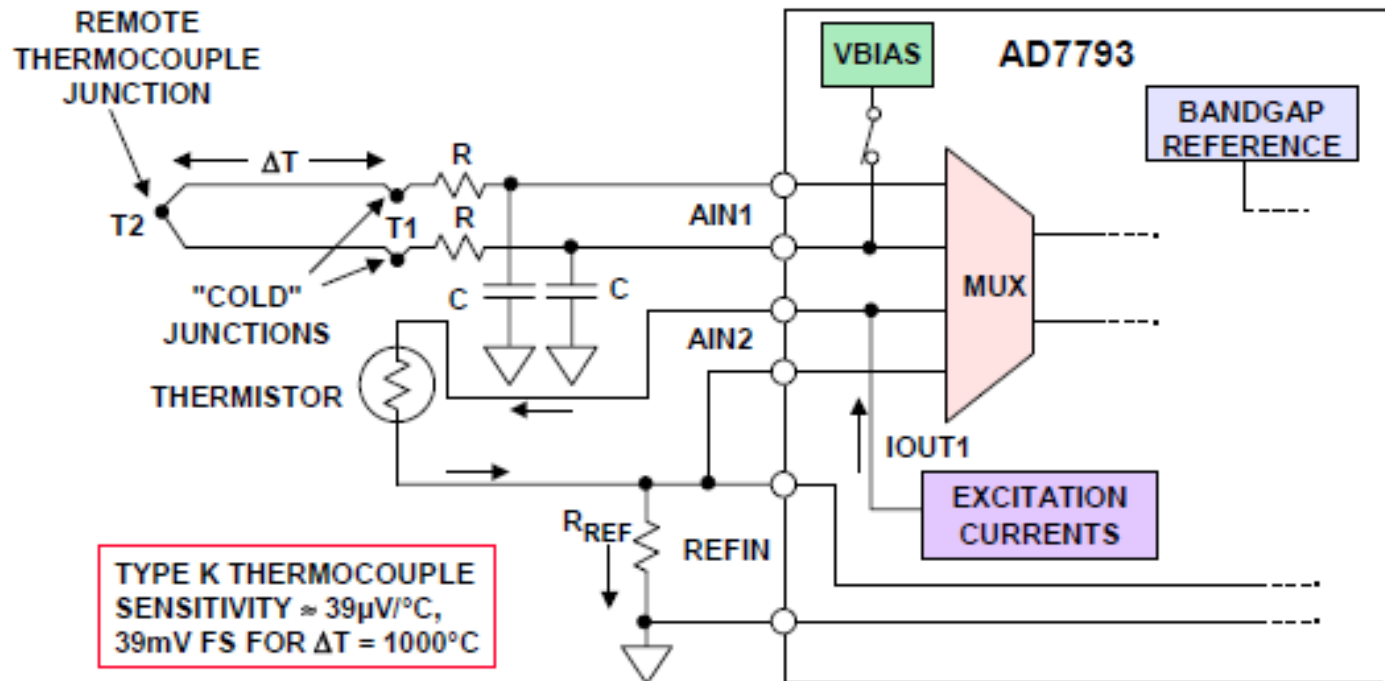 REMOTE
THERMOCOUPLE
JUNCTION
VBIAS
AD7793
BANDGAP
REFERENCE
ΔT
R
T2
T1
R
AIN1
"COLD"
JUNCTIONS
C
C
MUX
AIN2
THERMISTOR
IOUT1
EXCITATION
CURRENTS
RREF
REFIN
TYPE K THERMOCOUPLE
SENSITIVITY ≈ 39µV/°C,
39mV FS FOR ΔT = 1000°C